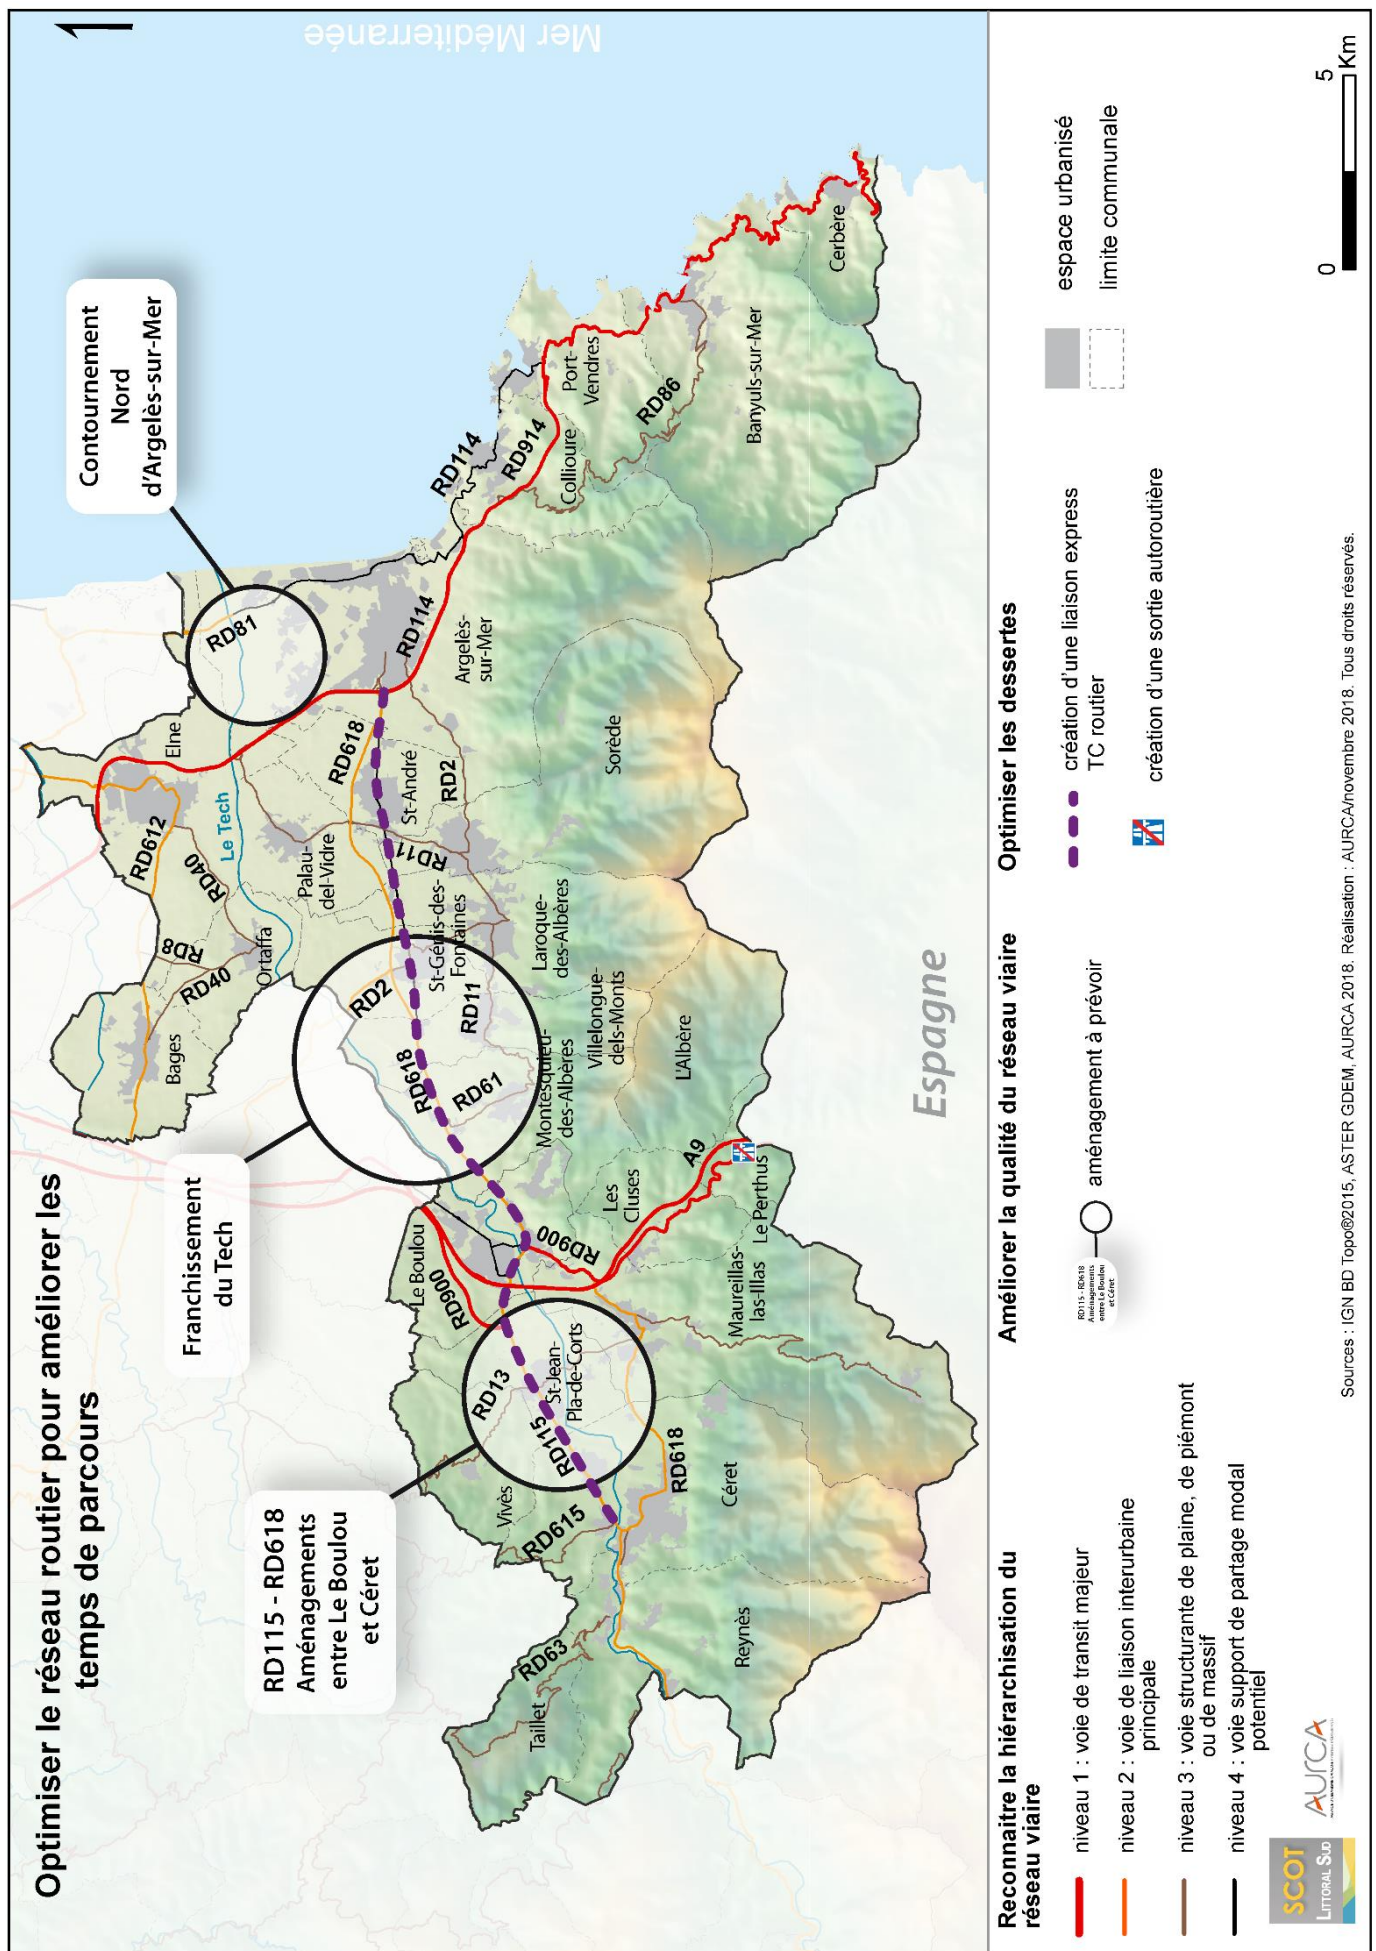 Optimiser le réseau routier pour améliorer les
temps de parcours
Mer Méditerranée
Contournement
Nord
d'Argelès-sur-Mer
Franchissement
du Tech
RD115 - RD618
Aménagements
entre Le Boulou
et Céret
RD81
Elne
RD612
RD40
Le Tech
RD8
RD40
Ortaffa
Bages
Palau-
del-Vidre
RD618
St-André
RD2
RD11
RD114
Argelès-
sur-Mer
RD114
RD914
Collioure
Port-
Vendres
RD86
Banyuls-sur-Mer
Cerbère
Sorède
St-Génis-des-
Fontaines
Laroque-
des-Albères
RD2
RD11
RD618
RD61
Montesquieu-
des-Albères
Villelongue-
dels-Monts
L'Albère
Le Boulou
RD900
RD900
Les
Cluses
A9
Le Perthus
Maureillas-
las-Illas
RD13
St-Jean-
Pla-de-Corts
RD115
Vivès
RD615
RD618
Céret
RD63
Taillet
Reynès
Espagne
Reconnaitre la hiérarchisation du
réseau viaire
niveau 1 : voie de transit majeur
niveau 2 : voie de liaison interurbaine
principale
niveau 3 : voie structurante de plaine, de piémont
ou de massif
niveau 4 : voie support de partage modal
potentiel
Améliorer la qualité du réseau viaire
RD115 - RD618
Aménagements
entre Le Boulou
et Céret
aménagement à prévoir
Optimiser les dessertes
création d'une liaison express
TC routier
création d'une sortie autoroutière
espace urbanisé
limite communale
0 5
Km
SCOT
LITTORAL SUD
AURCA
Sources : IGN BD Topo®2015, ASTER GDEM, AURCA 2018. Réalisation : AURCA/novembre 2018. Tous droits réservés.